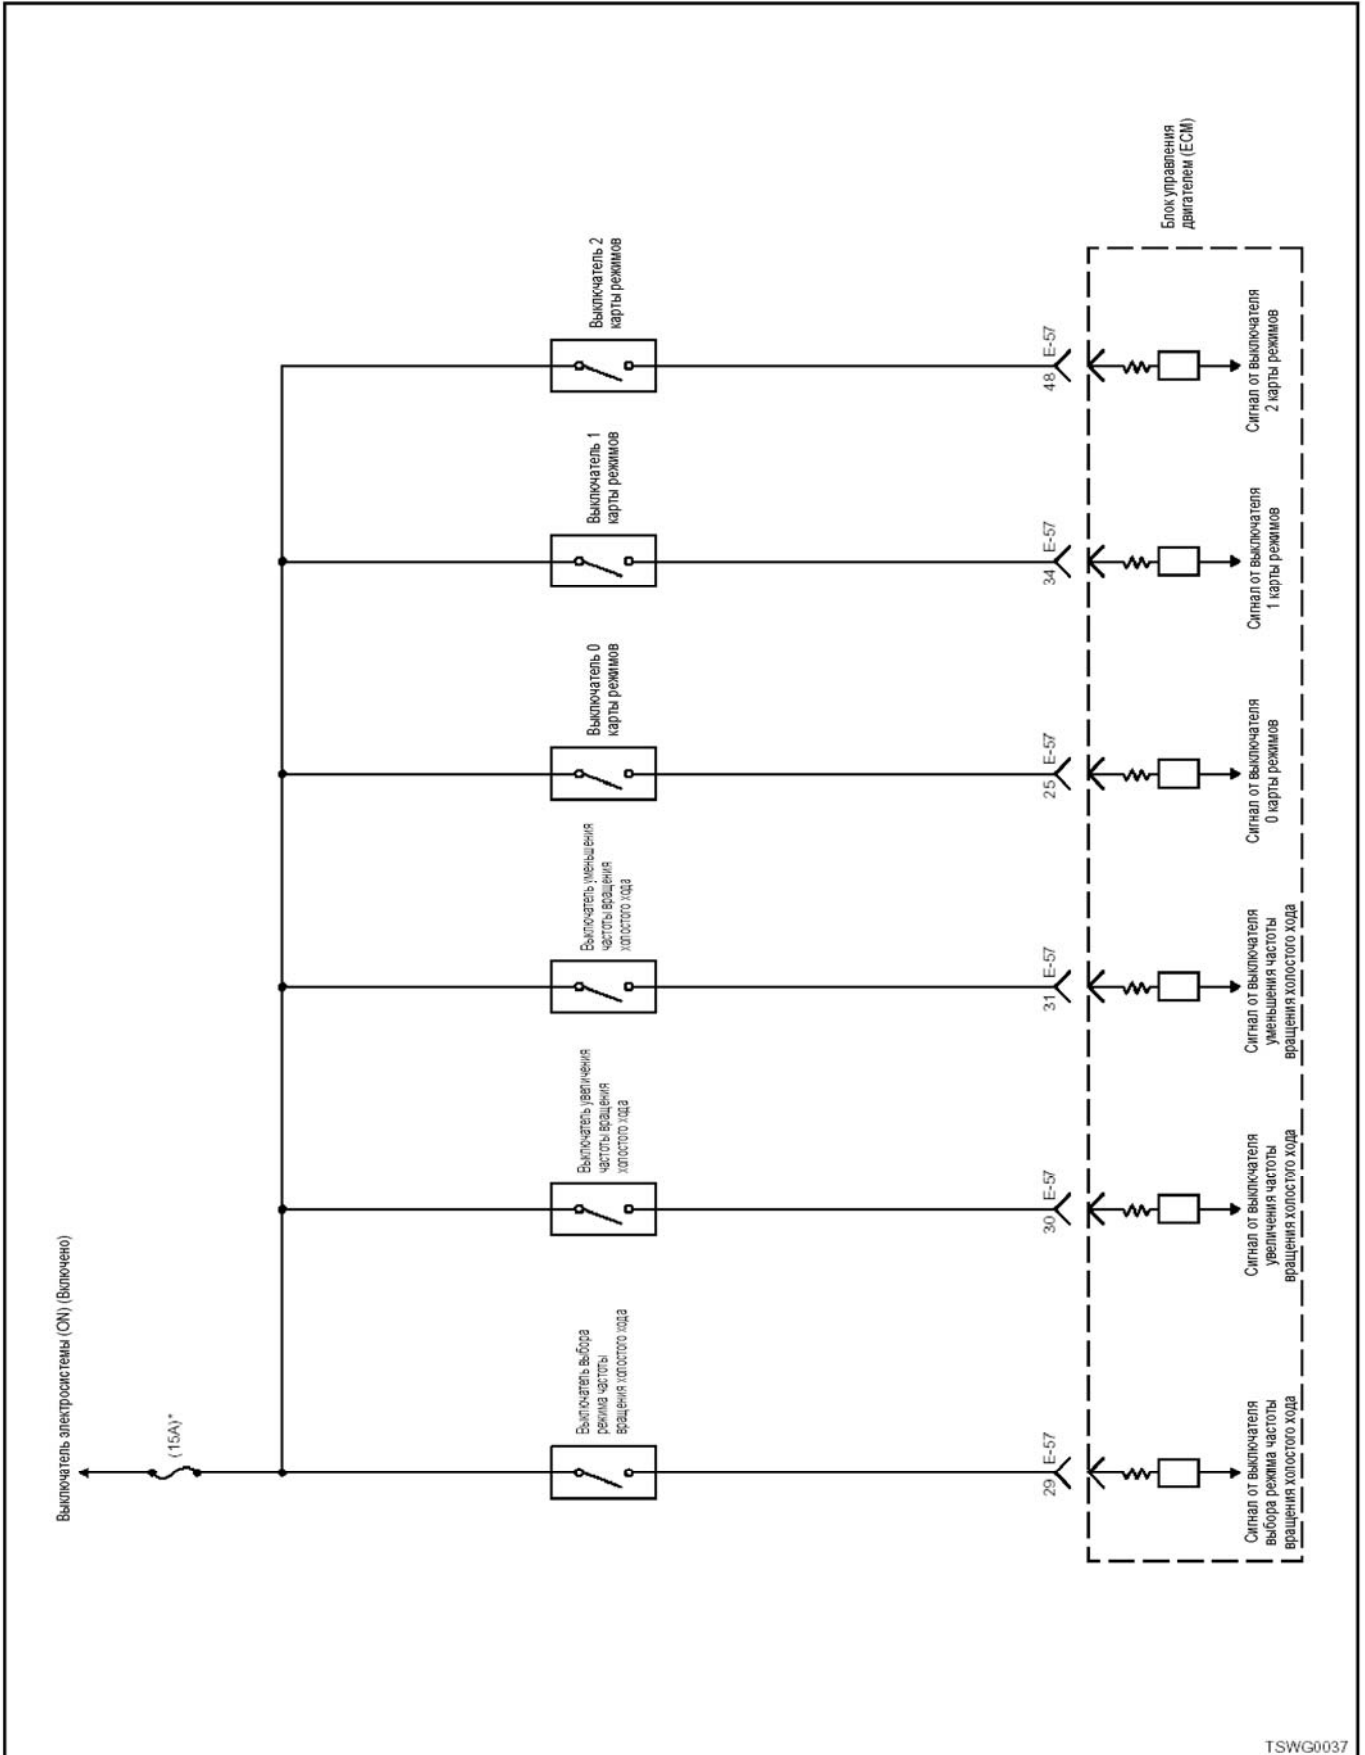 Выключатель электросистемы (ON) (Включено)
(15A)*
Выключатель выбора
режима частоты
вращения холостого хода
Выключатель увеличения
частоты вращения
холостого хода
Выключатель уменьшения
частоты вращения
холостого хода
Выключатель 0
карты режимов
Выключатель 1
карты режимов
Выключатель 2
карты режимов
29 E-57
30 E-57
31 E-57
25 E-57
34 E-57
48 E-57
Блок управления
двигателем (ECM)
Сигнал от выключателя
выбора режима частоты
вращения холостого хода
Сигнал от выключателя
увеличения частоты
вращения холостого хода
Сигнал от выключателя
уменьшения частоты
вращения холостого хода
Сигнал от выключателя
0 карты режимов
Сигнал от выключателя
1 карты режимов
Сигнал от выключателя
2 карты режимов
TSWG0037